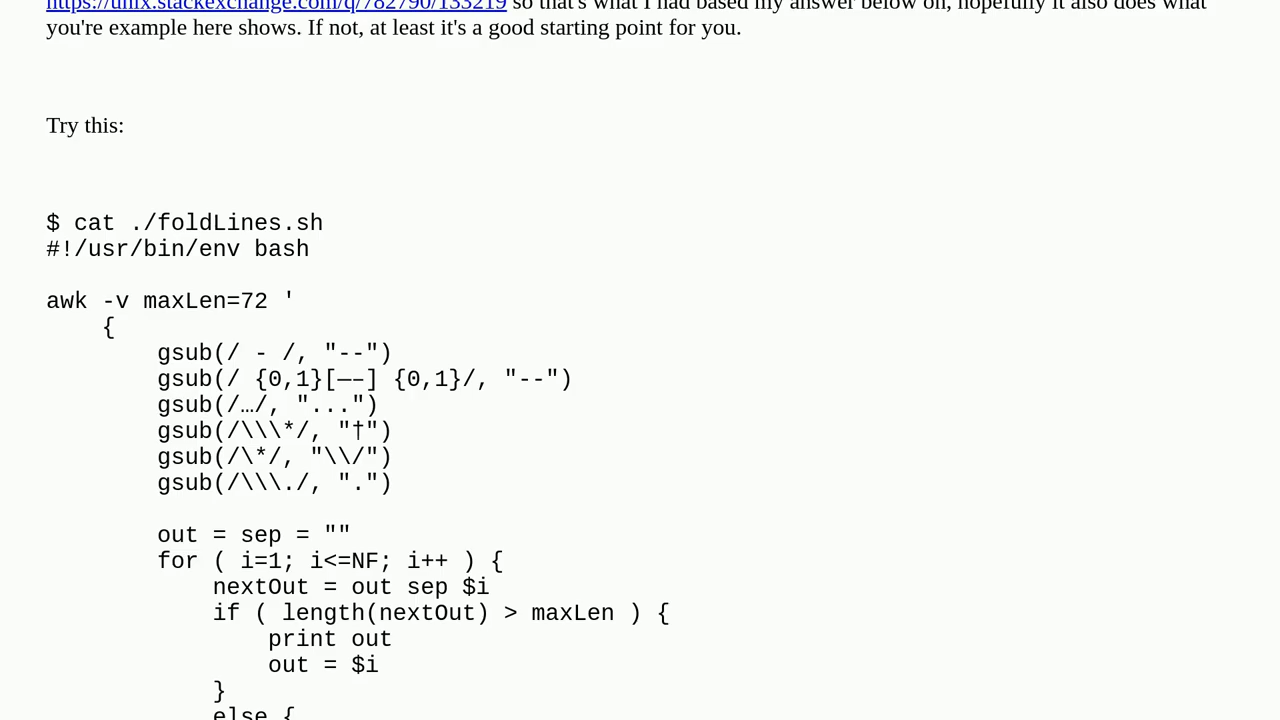 https://unix.stackexchange.com/q/782790/133219 so that's what I had based my answer below on, hopefully it also does what
you're example here shows. If not, at least it's a good starting point for you.
Try this:
$ cat ./foldLines.sh
#!/usr/bin/env bash
awk -v maxLen=72 '
    {
        gsub(/ - /, "--")
        gsub(/ {0,1}[—–] {0,1}/, "--")
        gsub(/…/, "...")
        gsub(/\\\*/, "†")
        gsub(/\*/, "\\/")
        gsub(/\\\./, ".")
        out = sep = ""
        for ( i=1; i<=NF; i++ ) {
            nextOut = out sep $i
            if ( length(nextOut) > maxLen ) {
                print out
                out = $i
            }
            else {